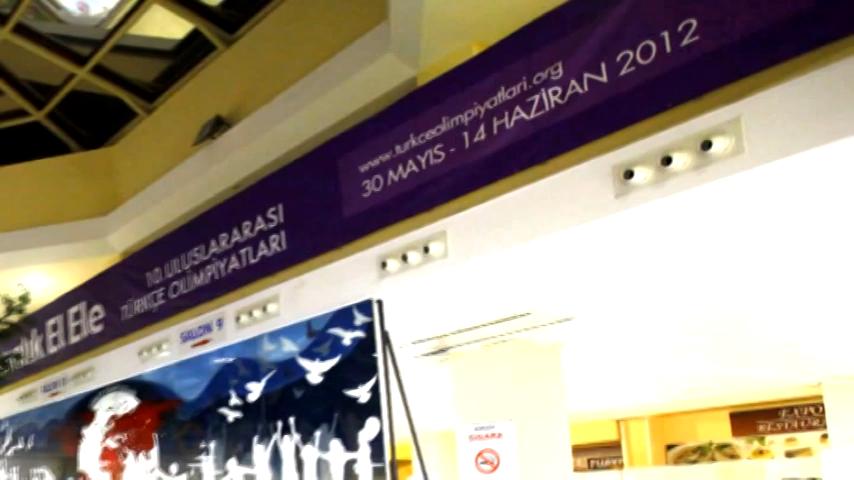 www.turkceolimpiyatlari.org
30 MAYIS - 14 HAZİRAN 2012
10. ULUSLARARASI
TÜRKÇE OLİMPİYATLARI
El Ele
SALON 9
SİGARA
EXPO